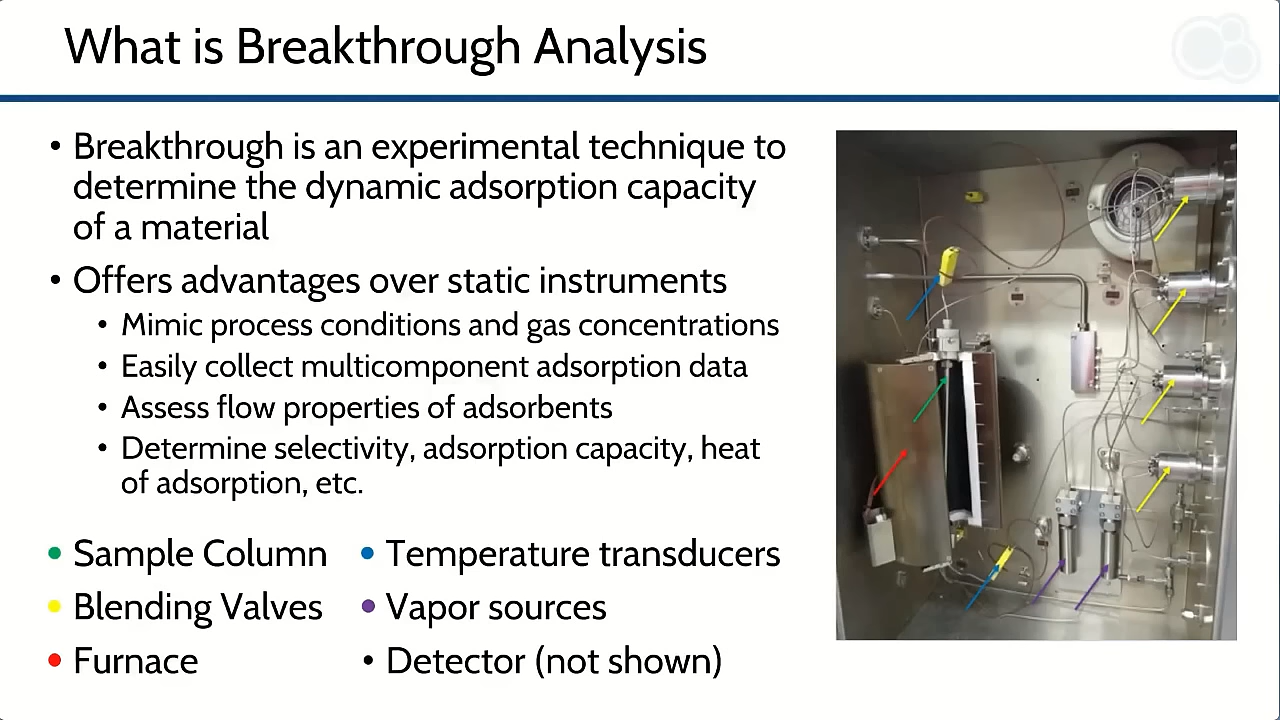 What is Breakthrough Analysis
• Breakthrough is an experimental technique to
determine the dynamic adsorption capacity
of a material
• Offers advantages over static instruments
• Mimic process conditions and gas concentrations
• Easily collect multicomponent adsorption data
• Assess flow properties of adsorbents
• Determine selectivity, adsorption capacity, heat
of adsorption, etc.
• Sample Column
• Blending Valves
• Furnace
• Temperature transducers
• Vapor sources
• Detector (not shown)